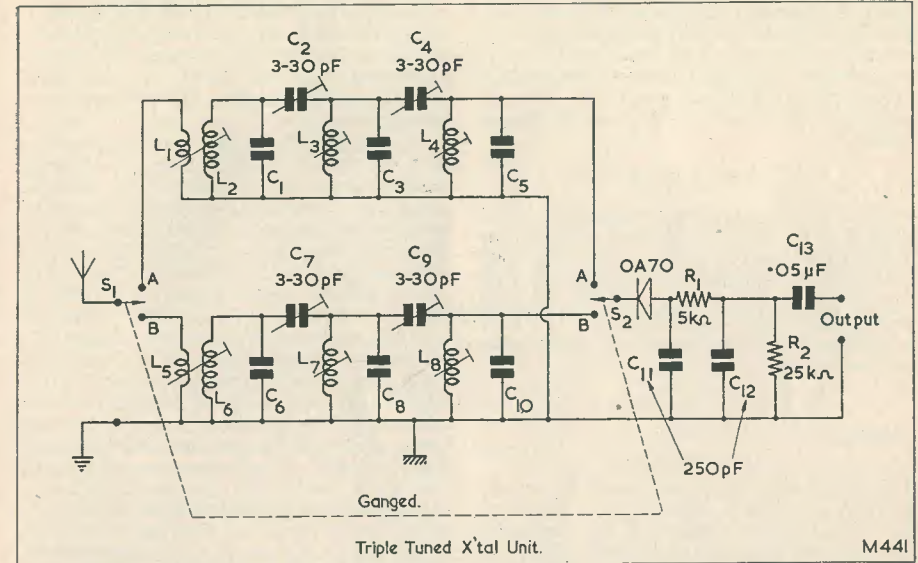 C2
3-30pF
C4
3-30pF
L1
L2
C1
L3
C3
L4
C5
S1
A
B
C7
3-30pF
C9
3-30pF
L5
L6
C6
L7
C8
L8
C10
A
B
S2
OA70
R1
5kΩ
C13
·05µF
Output
R2
25kΩ
C11
C12
250pF
Ganged.
Triple Tuned X'tal Unit.
M441